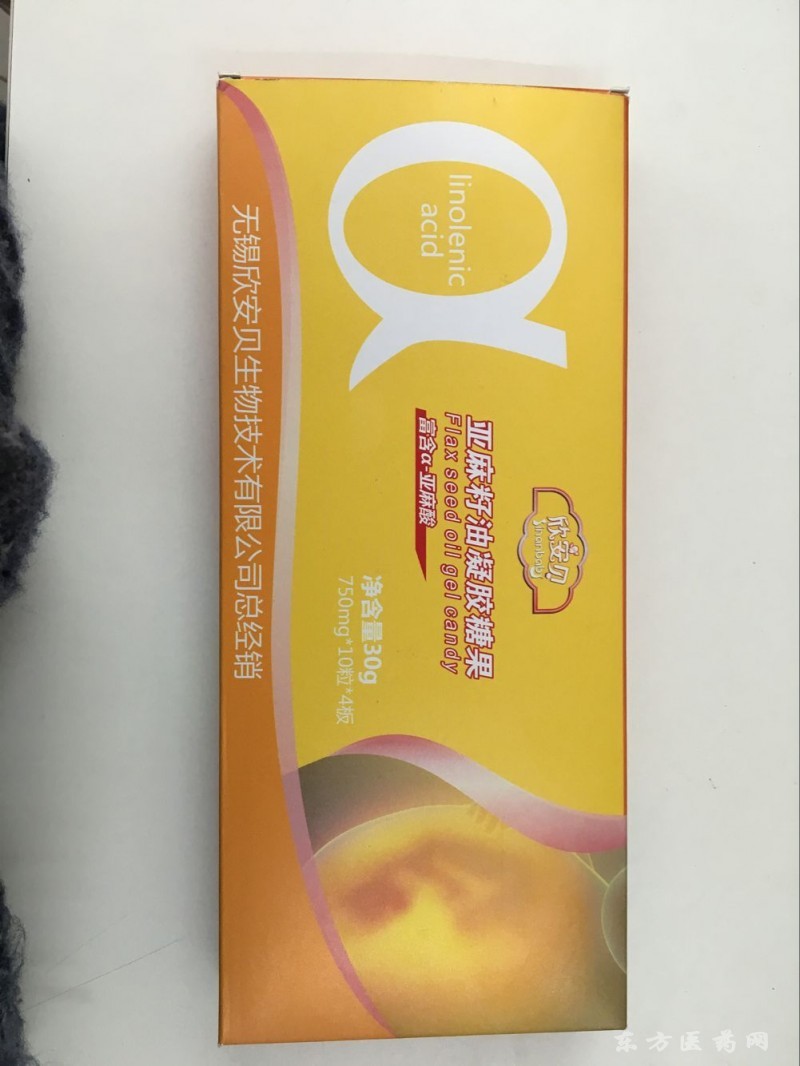 α
linolenic
acid
欣安贝
亚麻籽油凝胶糖果
Flax seed oil gel candy
富含α-亚麻酸
净含量30g
750mg*10粒*4板
无锡欣安贝生物技术有限公司总经销
东方医药网